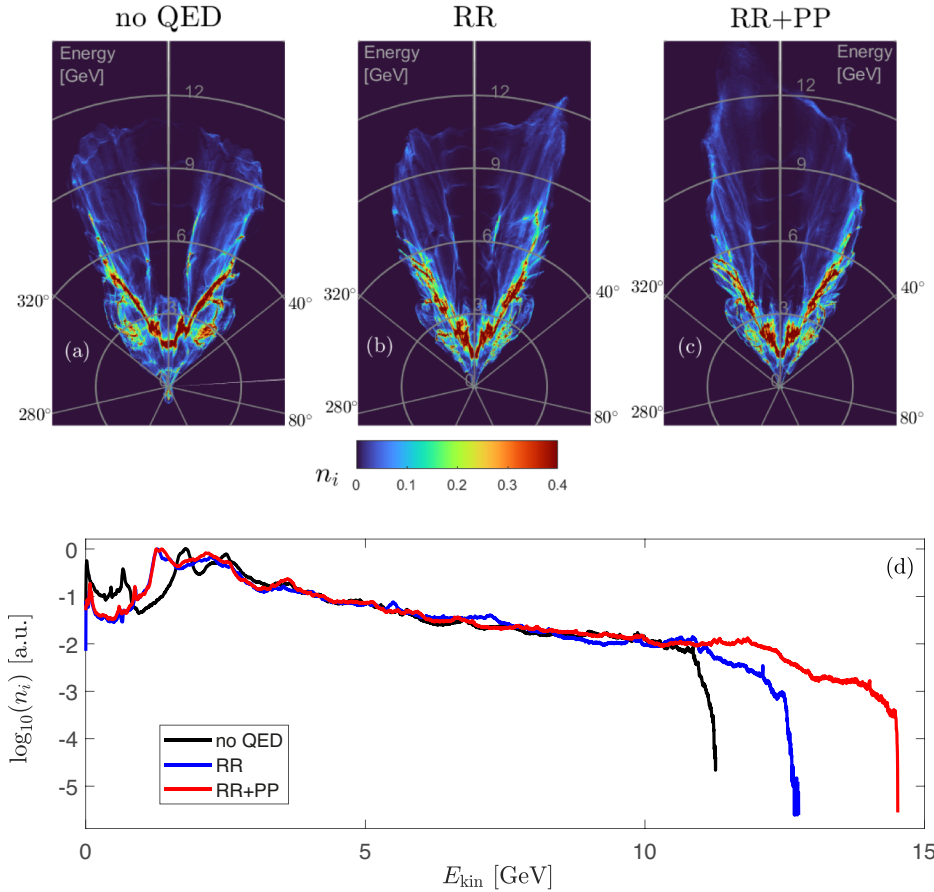 no QED RR RR+PP
Energy
[GeV]
12
9
6
3
0
320°
40°
280°
80°
(a)
Energy
[GeV]
12
9
6
3
0
320°
40°
280°
80°
(b)
Energy
[GeV]
12
9
6
3
0
320°
40°
280°
80°
(c)
n_i
0 0.1 0.2 0.3 0.4
(d)
log₁₀(n_i) [a.u.]
0
-1
-2
-3
-4
-5
no QED
RR
RR+PP
0 5 10 15
E_kin [GeV]